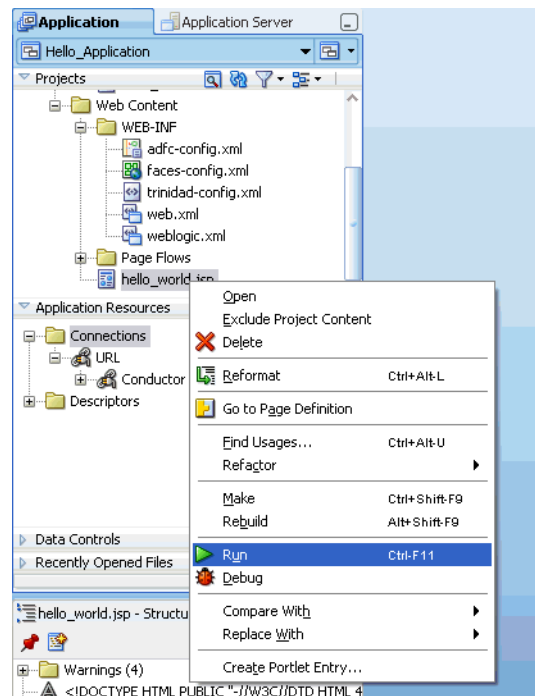 Application
Application Server
Hello_Application
Projects
Web Content
WEB-INF
adfc-config.xml
faces-config.xml
trinidad-config.xml
web.xml
weblogic.xml
Page Flows
hello_world.jsp
Application Resources
Connections
URL
Conductor
Descriptors
Data Controls
Recently Opened Files
Open
Exclude Project Content
Delete
Reformat Ctrl+Alt-L
Go to Page Definition
Find Usages... Ctrl+Alt-U
Refactor
Make Ctrl+Shift-F9
Rebuild Alt+Shift-F9
Run Ctrl-F11
Debug
Compare With
Replace With
Create Portlet Entry...
hello_world.jsp - Structu
Warnings (4)
<!DOCTYPE HTML PUBLIC "-//W3C//DTD HTML 4